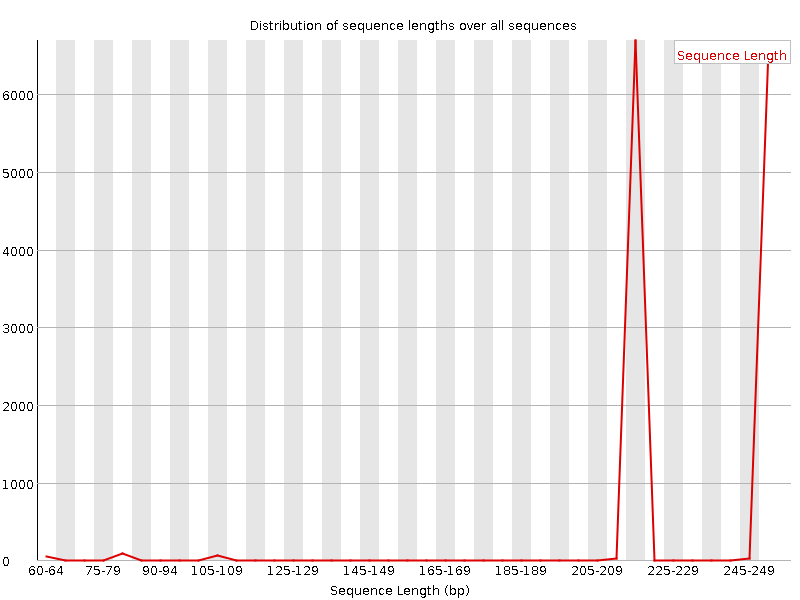 Distribution of sequence lengths over all sequences
Sequence Length
6000
5000
4000
3000
2000
1000
0
60-64 75-79 90-94 105-109 125-129 145-149 165-169 185-189 205-209 225-229 245-249
Sequence Length (bp)